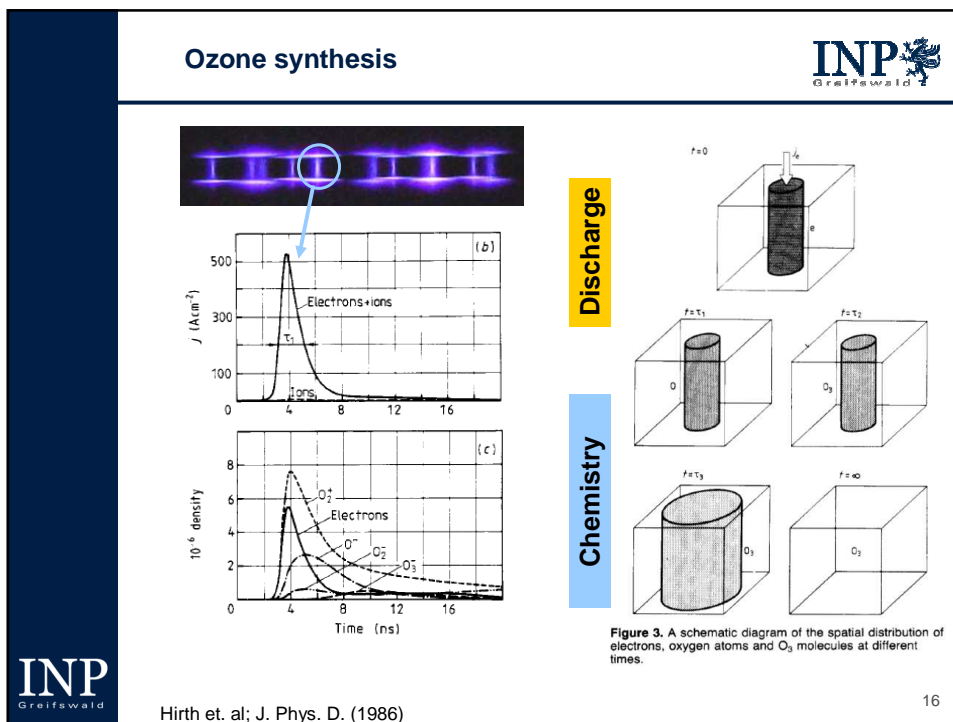 Ozone synthesis
INP
Greifswald
(b)
500
300
100
j (Acm⁻²)
Electrons+ions
τ₁
Ions
0 4 8 12 16
(c)
8
6
4
2
10⁻⁶ density
O₂⁺
Electrons
O⁻
O₂⁻
O₃⁻
0 4 8 12 16
Time (ns)
Discharge
Chemistry
t=0
jₑ
e
t=τ₁
O
t=τ₂
O₃
t=τ₃
O₃
t=∞
O₃
Figure 3. A schematic diagram of the spatial distribution of
electrons, oxygen atoms and O₃ molecules at different
times.
INP
Greifswald
Hirth et. al; J. Phys. D. (1986)
16